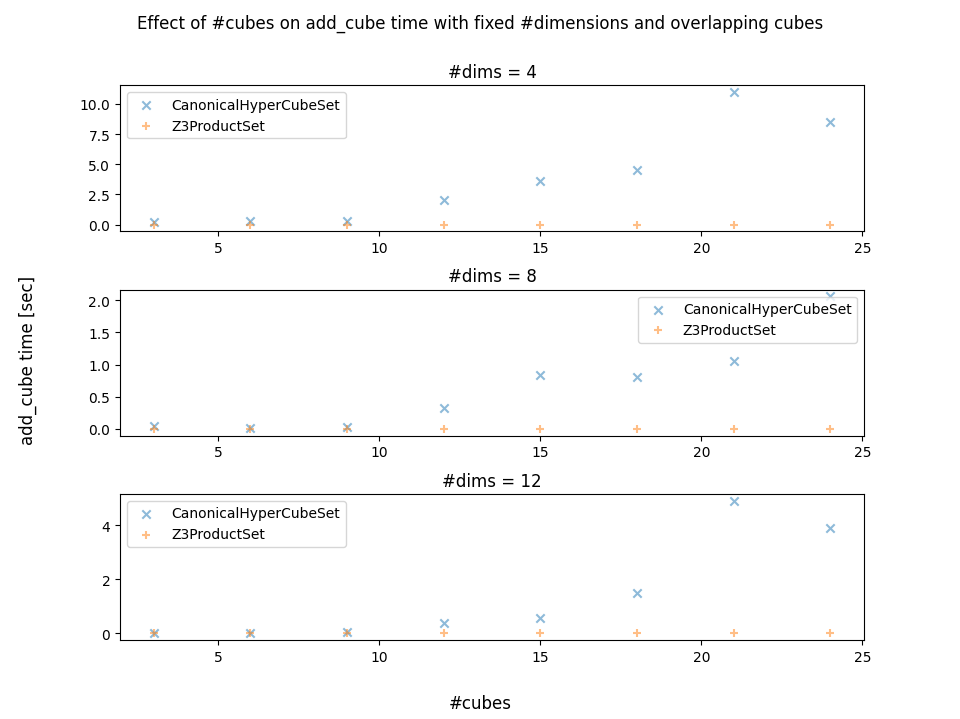 Effect of #cubes on add_cube time with fixed #dimensions and overlapping cubes
#dims = 4
CanonicalHyperCubeSet
Z3ProductSet
10.0
7.5
5.0
2.5
0.0
5 10 15 20 25
#dims = 8
CanonicalHyperCubeSet
Z3ProductSet
2.0
1.5
1.0
0.5
0.0
5 10 15 20 25
#dims = 12
CanonicalHyperCubeSet
Z3ProductSet
4
2
0
5 10 15 20 25
add_cube time [sec]
#cubes